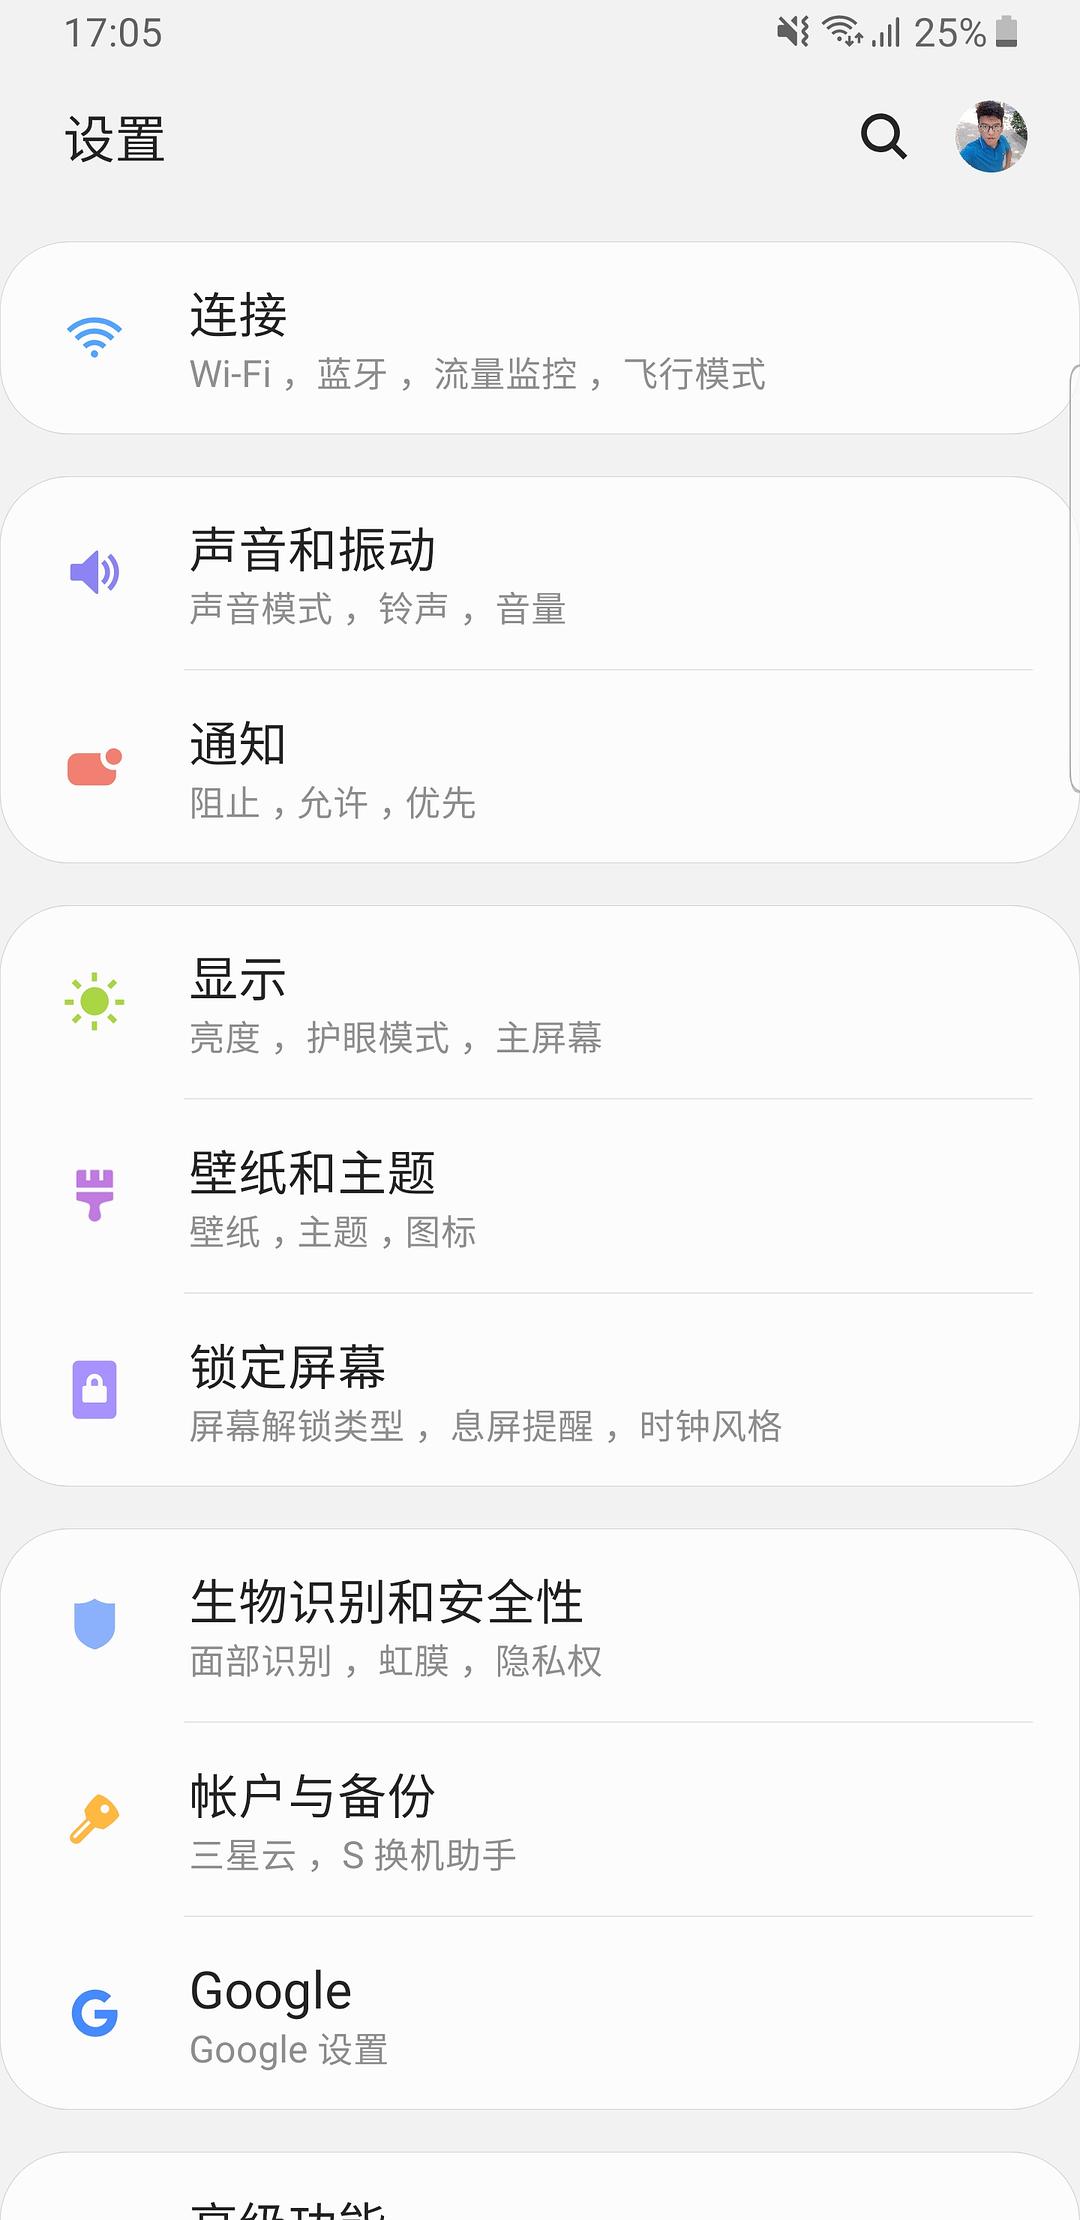 17:05
25%
设置
连接
Wi-Fi ，蓝牙 ，流量监控 ，飞行模式
声音和振动
声音模式 ，铃声 ，音量
通知
阻止 ，允许 ，优先
显示
亮度 ，护眼模式 ，主屏幕
壁纸和主题
壁纸 ，主题 ，图标
锁定屏幕
屏幕解锁类型 ，息屏提醒 ，时钟风格
生物识别和安全性
面部识别 ，虹膜 ，隐私权
帐户与备份
三星云 ，S 换机助手
Google
Google 设置
高级功能